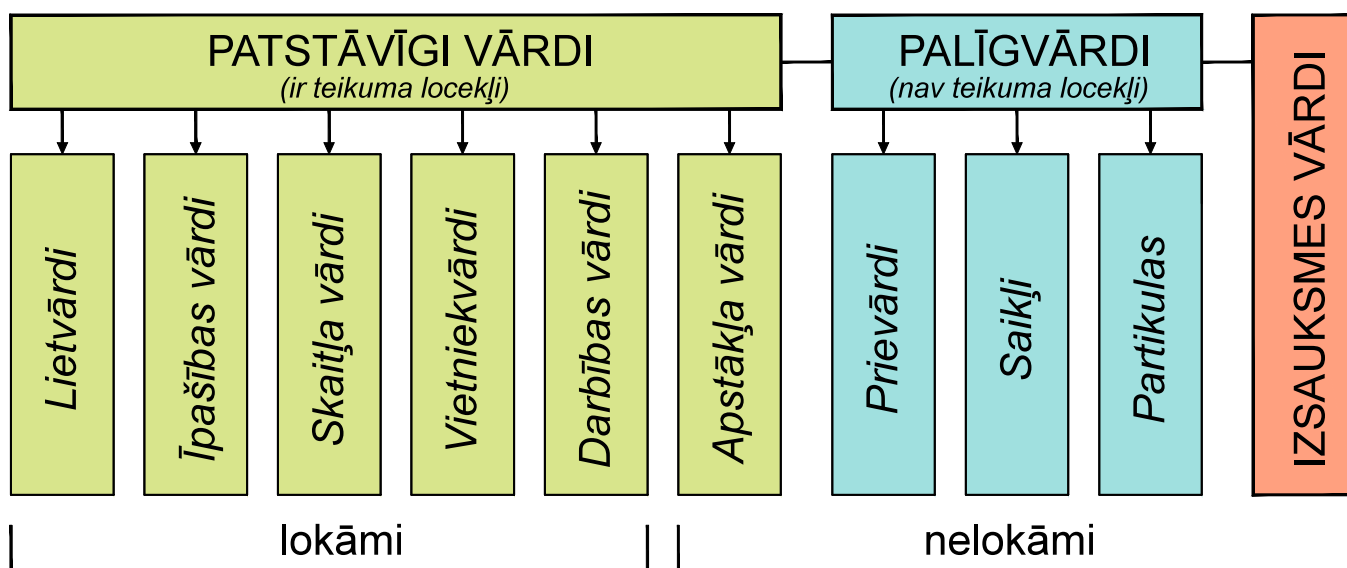 PATSTĀVĪGI VĀRDI
(ir teikuma locekļi)
PALĪGVĀRDI
(nav teikuma locekļi)
IZSAUKSMES VĀRDI
Lietvārdi
Īpašības vārdi
Skaitļa vārdi
Vietniekvārdi
Darbības vārdi
Apstākļa vārdi
Prievārdi
Saikļi
Partikulas
lokāmi
nelokāmi